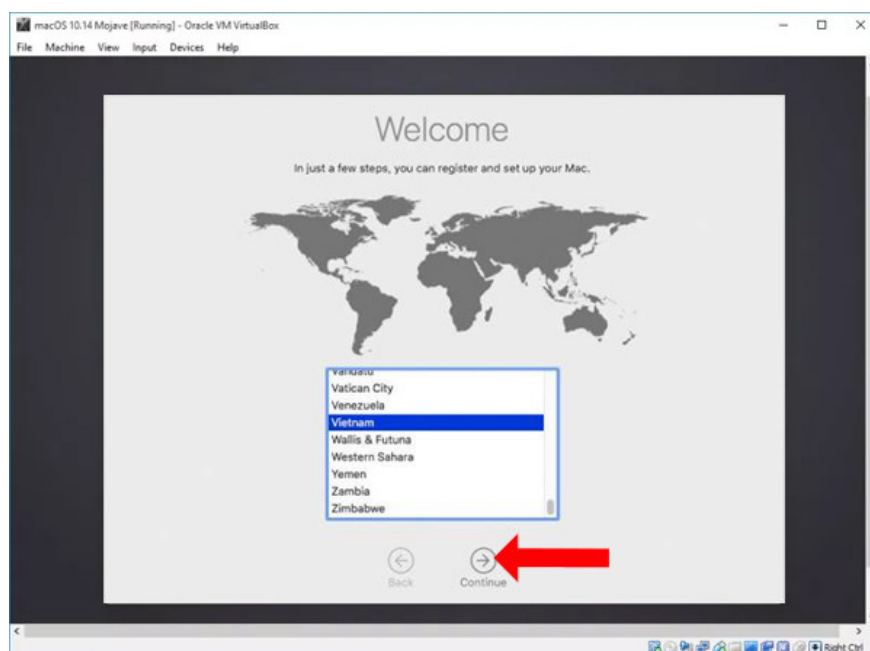 macOS 10.14 Mojave [Running] - Oracle VM VirtualBox
File Machine View Input Devices Help
Welcome
In just a few steps, you can register and set up your Mac.
Vanuatu
Vatican City
Venezuela
Vietnam
Wallis & Futuna
Western Sahara
Yemen
Zambia
Zimbabwe
Back
Continue
Right Ctrl